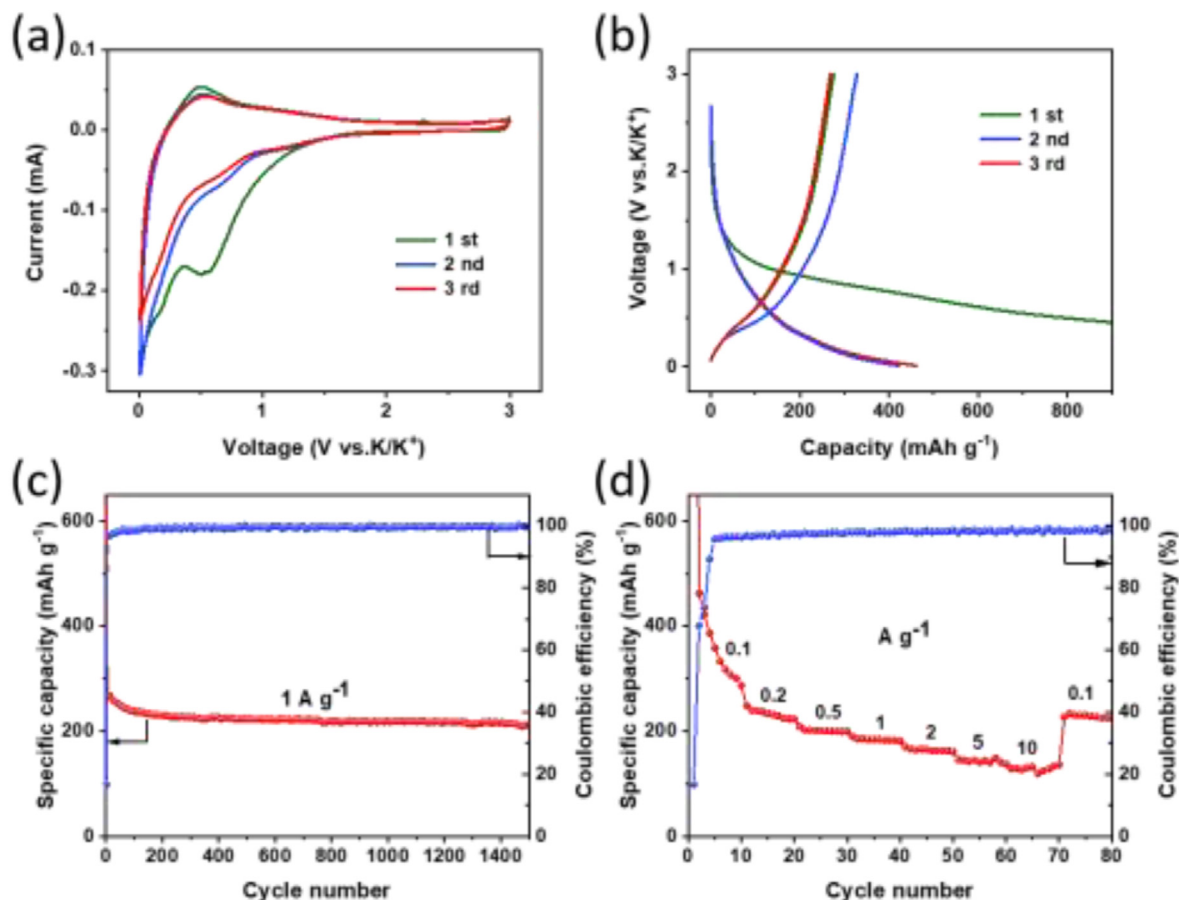 (a)
0.1
0.0
-0.1
-0.2
-0.3
Current (mA)
1 st
2 nd
3 rd
0 1 2 3
Voltage (V vs.K/K+)
(b)
3
2
1
0
Voltage (V vs.K/K+)
1 st
2 nd
3 rd
0 200 400 600 800
Capacity (mAh g-1)
(c)
600
400
200
0
Specific capacity (mAh g-1)
1 A g-1
100
80
60
40
20
0
Coulombic efficiency (%)
0 200 400 600 800 1000 1200 1400
Cycle number
(d)
600
500
400
300
200
100
0
Specific capacity (mAh g-1)
A g-1
0.1
0.2
0.5
1
2
5
10
0.1
100
80
60
40
20
0
Coulombic efficiency (%)
0 10 20 30 40 50 60 70 80
Cycle number